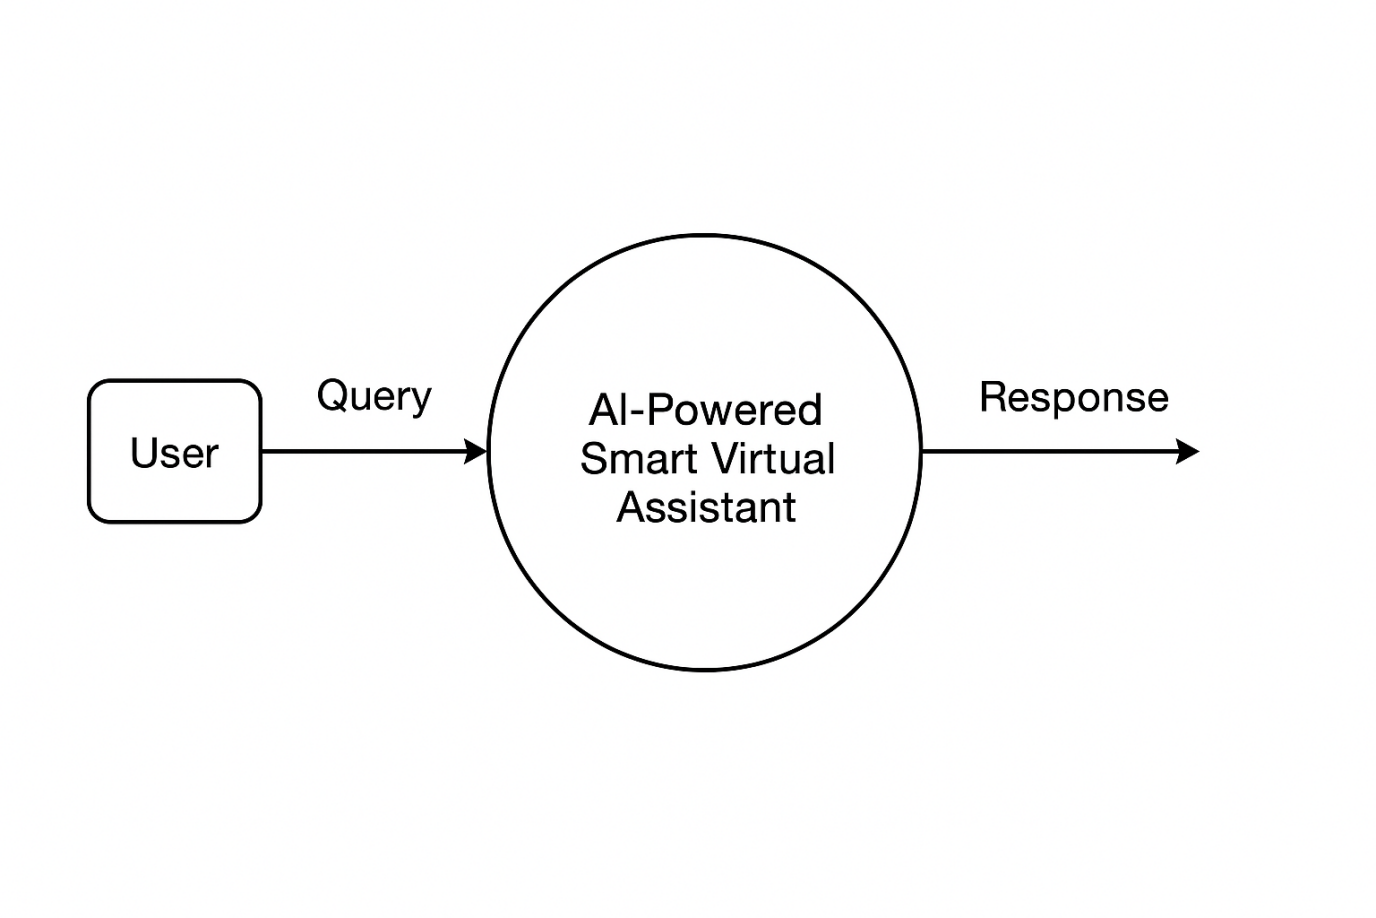 User
Query
AI-Powered
Smart Virtual
Assistant
Response